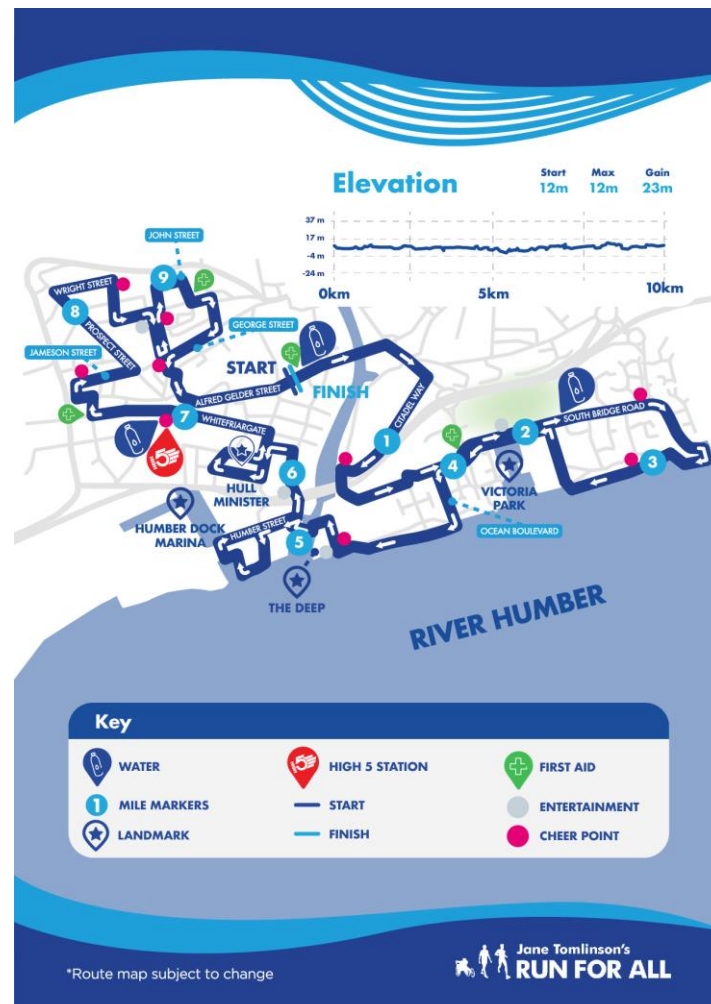 Elevation
Start Max Gain
12m 12m 23m
37 m
17 m
-4 m
-24 m
0km 5km 10km
JOHN STREET
WRIGHT STREET
9
8
PROSPECT STREET
JAMESON STREET
GEORGE STREET
START
FINISH
ALFRED GELDER STREET
CITADEL WAY
1
7
WHITEFRIARGATE
5
HULL
MINISTER
6
HUMBER DOCK
MARINA
HUMBER STREET
5
THE DEEP
4
2
SOUTH BRIDGE ROAD
3
VICTORIA
PARK
OCEAN BOULEVARD
RIVER HUMBER
Key
WATER
5
HIGH 5 STATION
FIRST AID
1
MILE MARKERS
START
ENTERTAINMENT
LANDMARK
FINISH
CHEER POINT
*Route map subject to change
Jane Tomlinson's
RUN FOR ALL